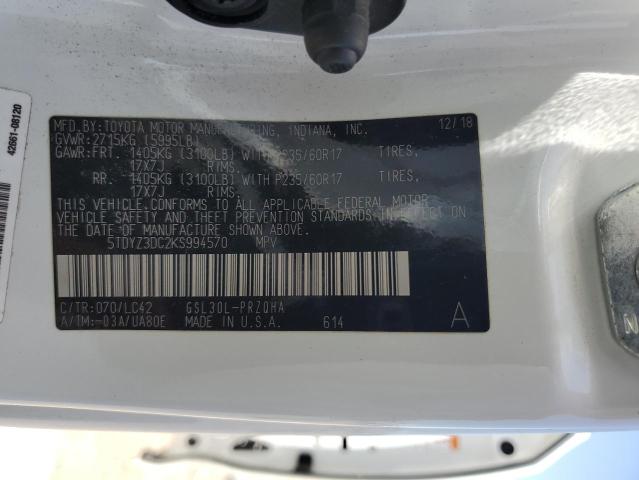 42661-08120
MFD.BY:TOYOTA MOTOR MANUFACTURING, INDIANA, INC. 12/18
GVWR:2715KG (5995LB)
GAWR:FRT. 1405KG (3100LB) WITH P235/60R17 TIRES,
17X7J RIMS.
RR. 1405KG (3100LB) WITH P235/60R17 TIRES,
17X7J RIMS.
THIS VEHICLE CONFORMS TO ALL APPLICABLE FEDERAL MOTOR
VEHICLE SAFETY AND BUMPER STANDARDS IN EFFECT ON
THE DATE OF MANUFACTURE SHOWN ABOVE.
5TDYZ3DC2KS994570 MPV
C/TR:070/LC42 GSL30L-PRZQHA
A/TM:-03A/UA80E MADE IN U.S.A. 614 A
N